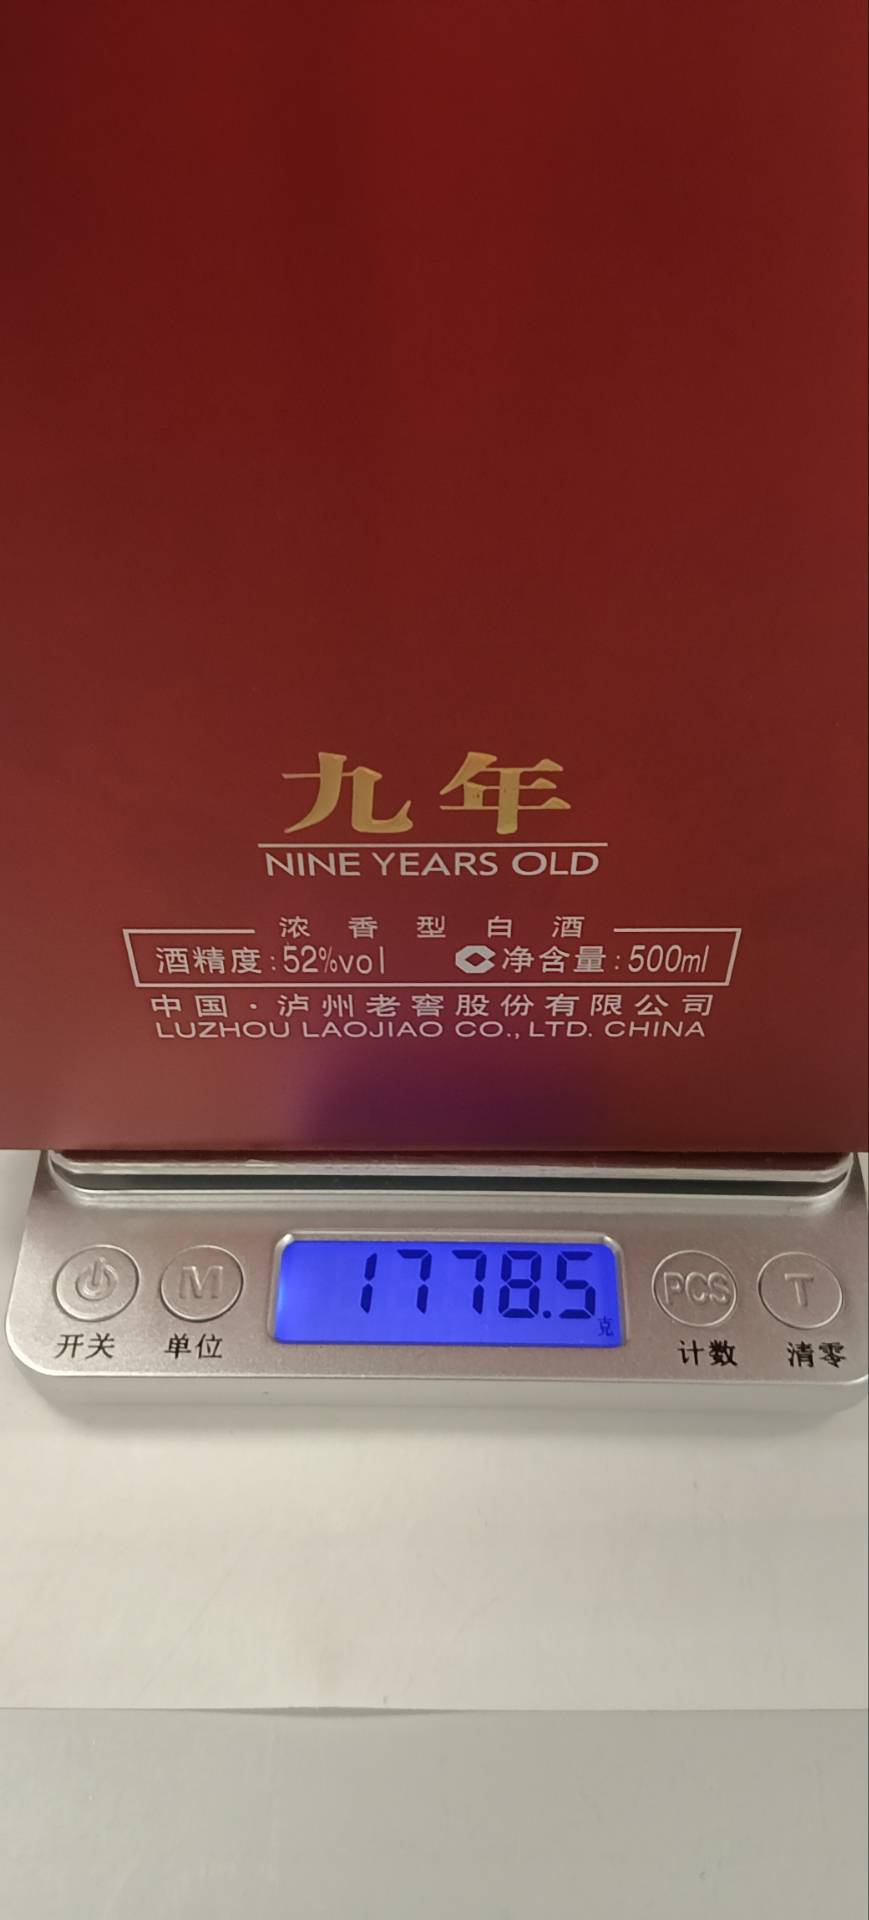 九年
NINE YEARS OLD
浓香型白酒
酒精度:52%vol 净含量:500ml
中国·泸州老窖股份有限公司
LUZHOU LAOJIAO CO., LTD. CHINA
1778.5 克
M PCS T
开关 单位 计数 清零